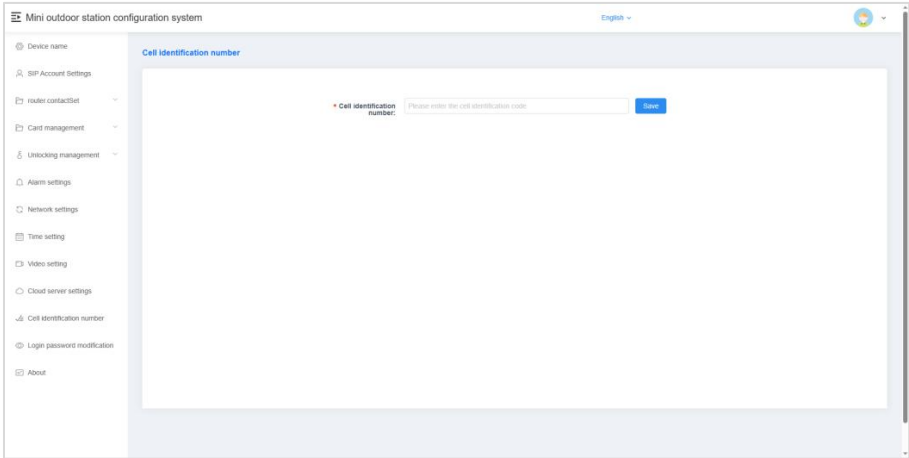 Mini outdoor station configuration system
English
Device name
SIP Account Settings
router.contactSet
Card management
Unlocking management
Alarm settings
Network settings
Time setting
Video setting
Cloud server settings
Cell identification number
Login password modification
About
Cell identification number
* Cell identification
number:
Please enter the cell identification code
Save